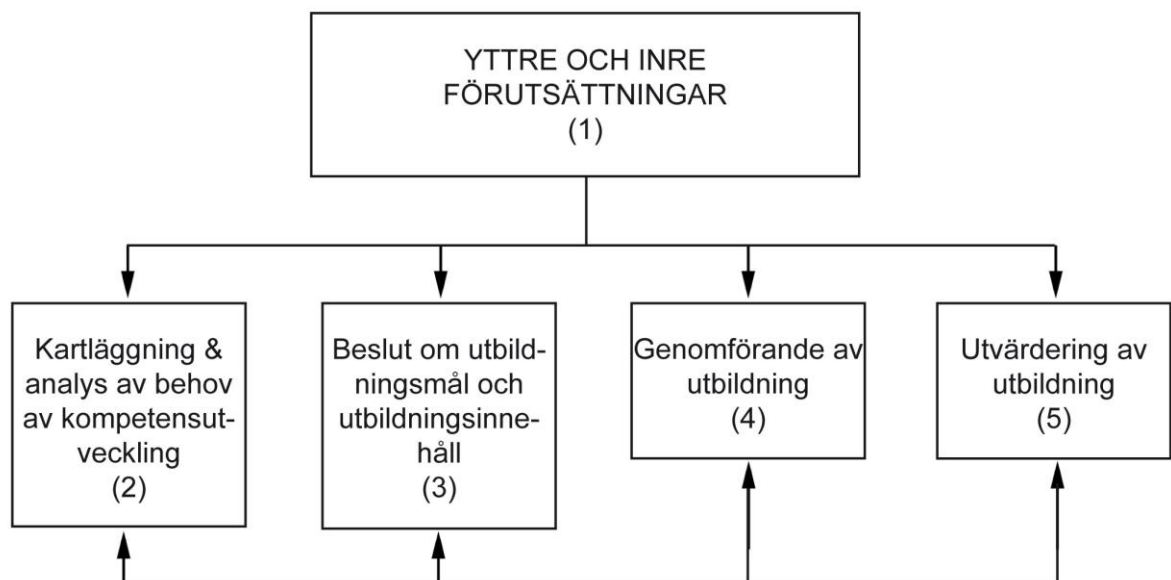 YTTRE OCH INRE
FÖRUTSÄTTNINGAR
(1)
Kartläggning &
analys av behov
av kompetensut-
veckling
(2)
Beslut om utbild-
ningsmål och
utbildningsinne-
håll
(3)
Genomförande av
utbildning
(4)
Utvärdering av
utbildning
(5)